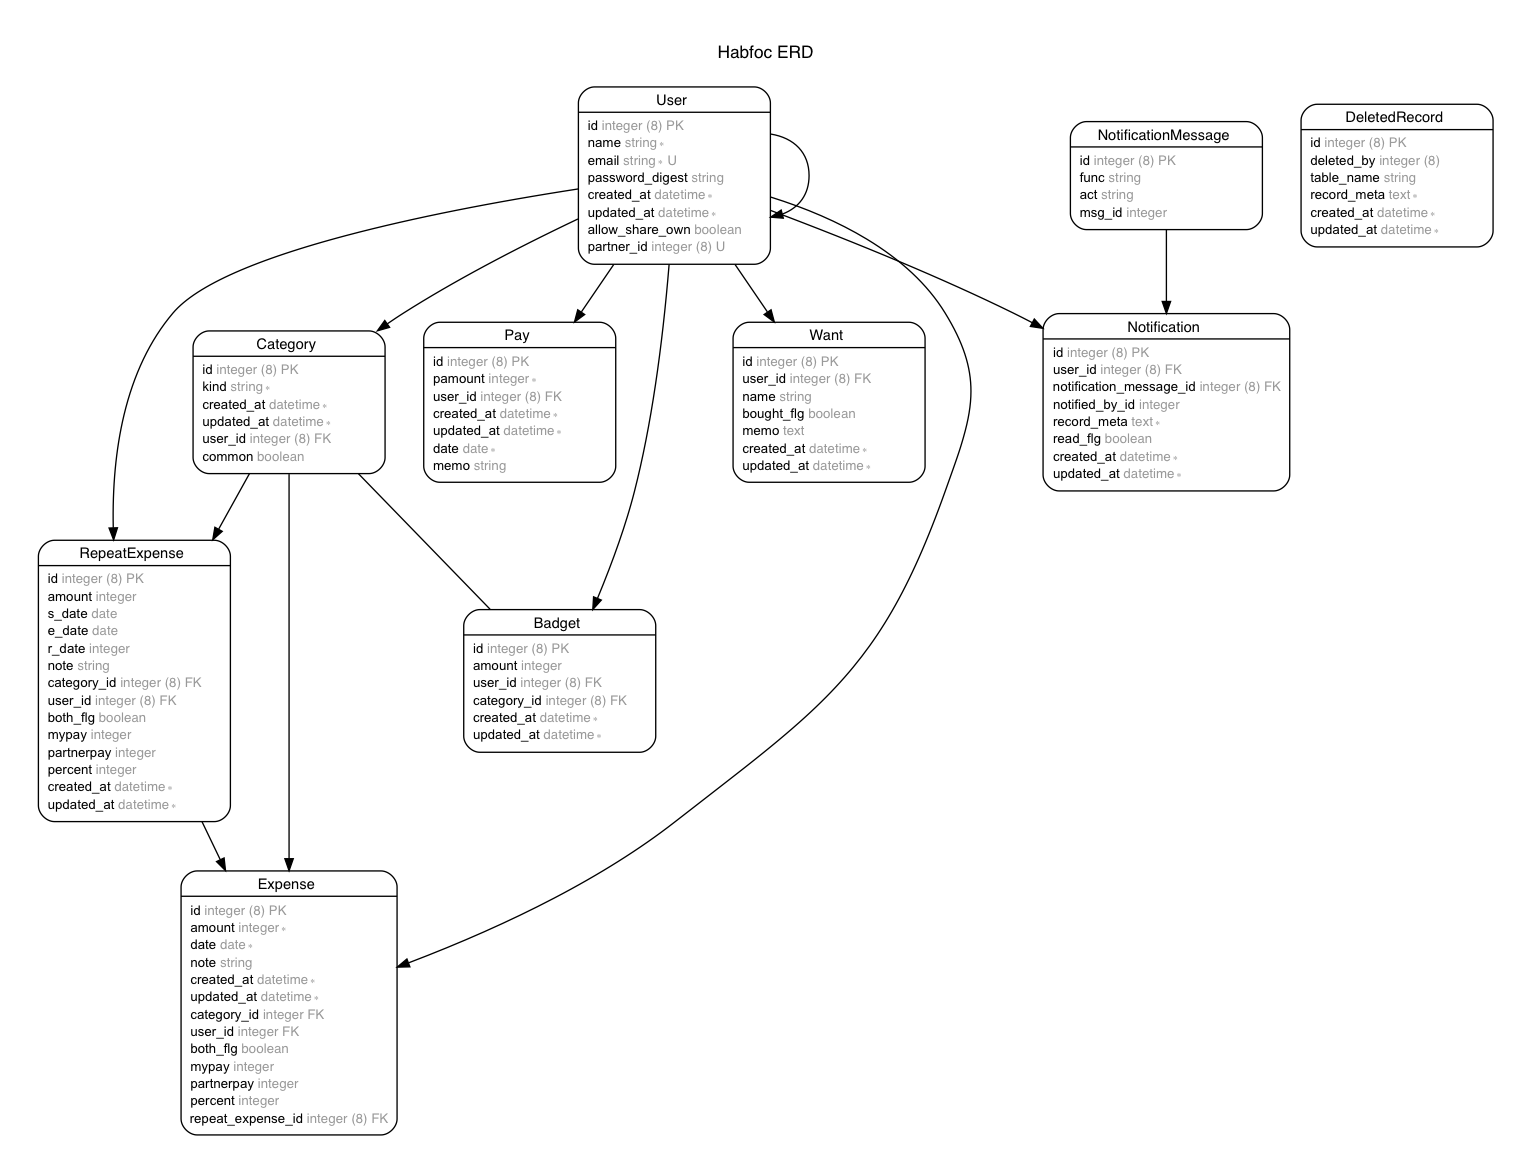 Habfoc ERD
User
id integer (8) PK
name string ∗
email string ∗ U
password_digest string
created_at datetime ∗
updated_at datetime ∗
allow_share_own boolean
partner_id integer (8) U
NotificationMessage
id integer (8) PK
func string
act string
msg_id integer
DeletedRecord
id integer (8) PK
deleted_by integer (8)
table_name string
record_meta text ∗
created_at datetime ∗
updated_at datetime ∗
Category
id integer (8) PK
kind string ∗
created_at datetime ∗
updated_at datetime ∗
user_id integer (8) FK
common boolean
Pay
id integer (8) PK
pamount integer ∗
user_id integer (8) FK
created_at datetime ∗
updated_at datetime ∗
date date ∗
memo string
Want
id integer (8) PK
user_id integer (8) FK
name string
bought_flg boolean
memo text
created_at datetime ∗
updated_at datetime ∗
Notification
id integer (8) PK
user_id integer (8) FK
notification_message_id integer (8) FK
notified_by_id integer
record_meta text ∗
read_flg boolean
created_at datetime ∗
updated_at datetime ∗
RepeatExpense
id integer (8) PK
amount integer
s_date date
e_date date
r_date integer
note string
category_id integer (8) FK
user_id integer (8) FK
both_flg boolean
mypay integer
partnerpay integer
percent integer
created_at datetime ∗
updated_at datetime ∗
Badget
id integer (8) PK
amount integer
user_id integer (8) FK
category_id integer (8) FK
created_at datetime ∗
updated_at datetime ∗
Expense
id integer (8) PK
amount integer ∗
date date ∗
note string
created_at datetime ∗
updated_at datetime ∗
category_id integer FK
user_id integer FK
both_flg boolean
mypay integer
partnerpay integer
percent integer
repeat_expense_id integer (8) FK